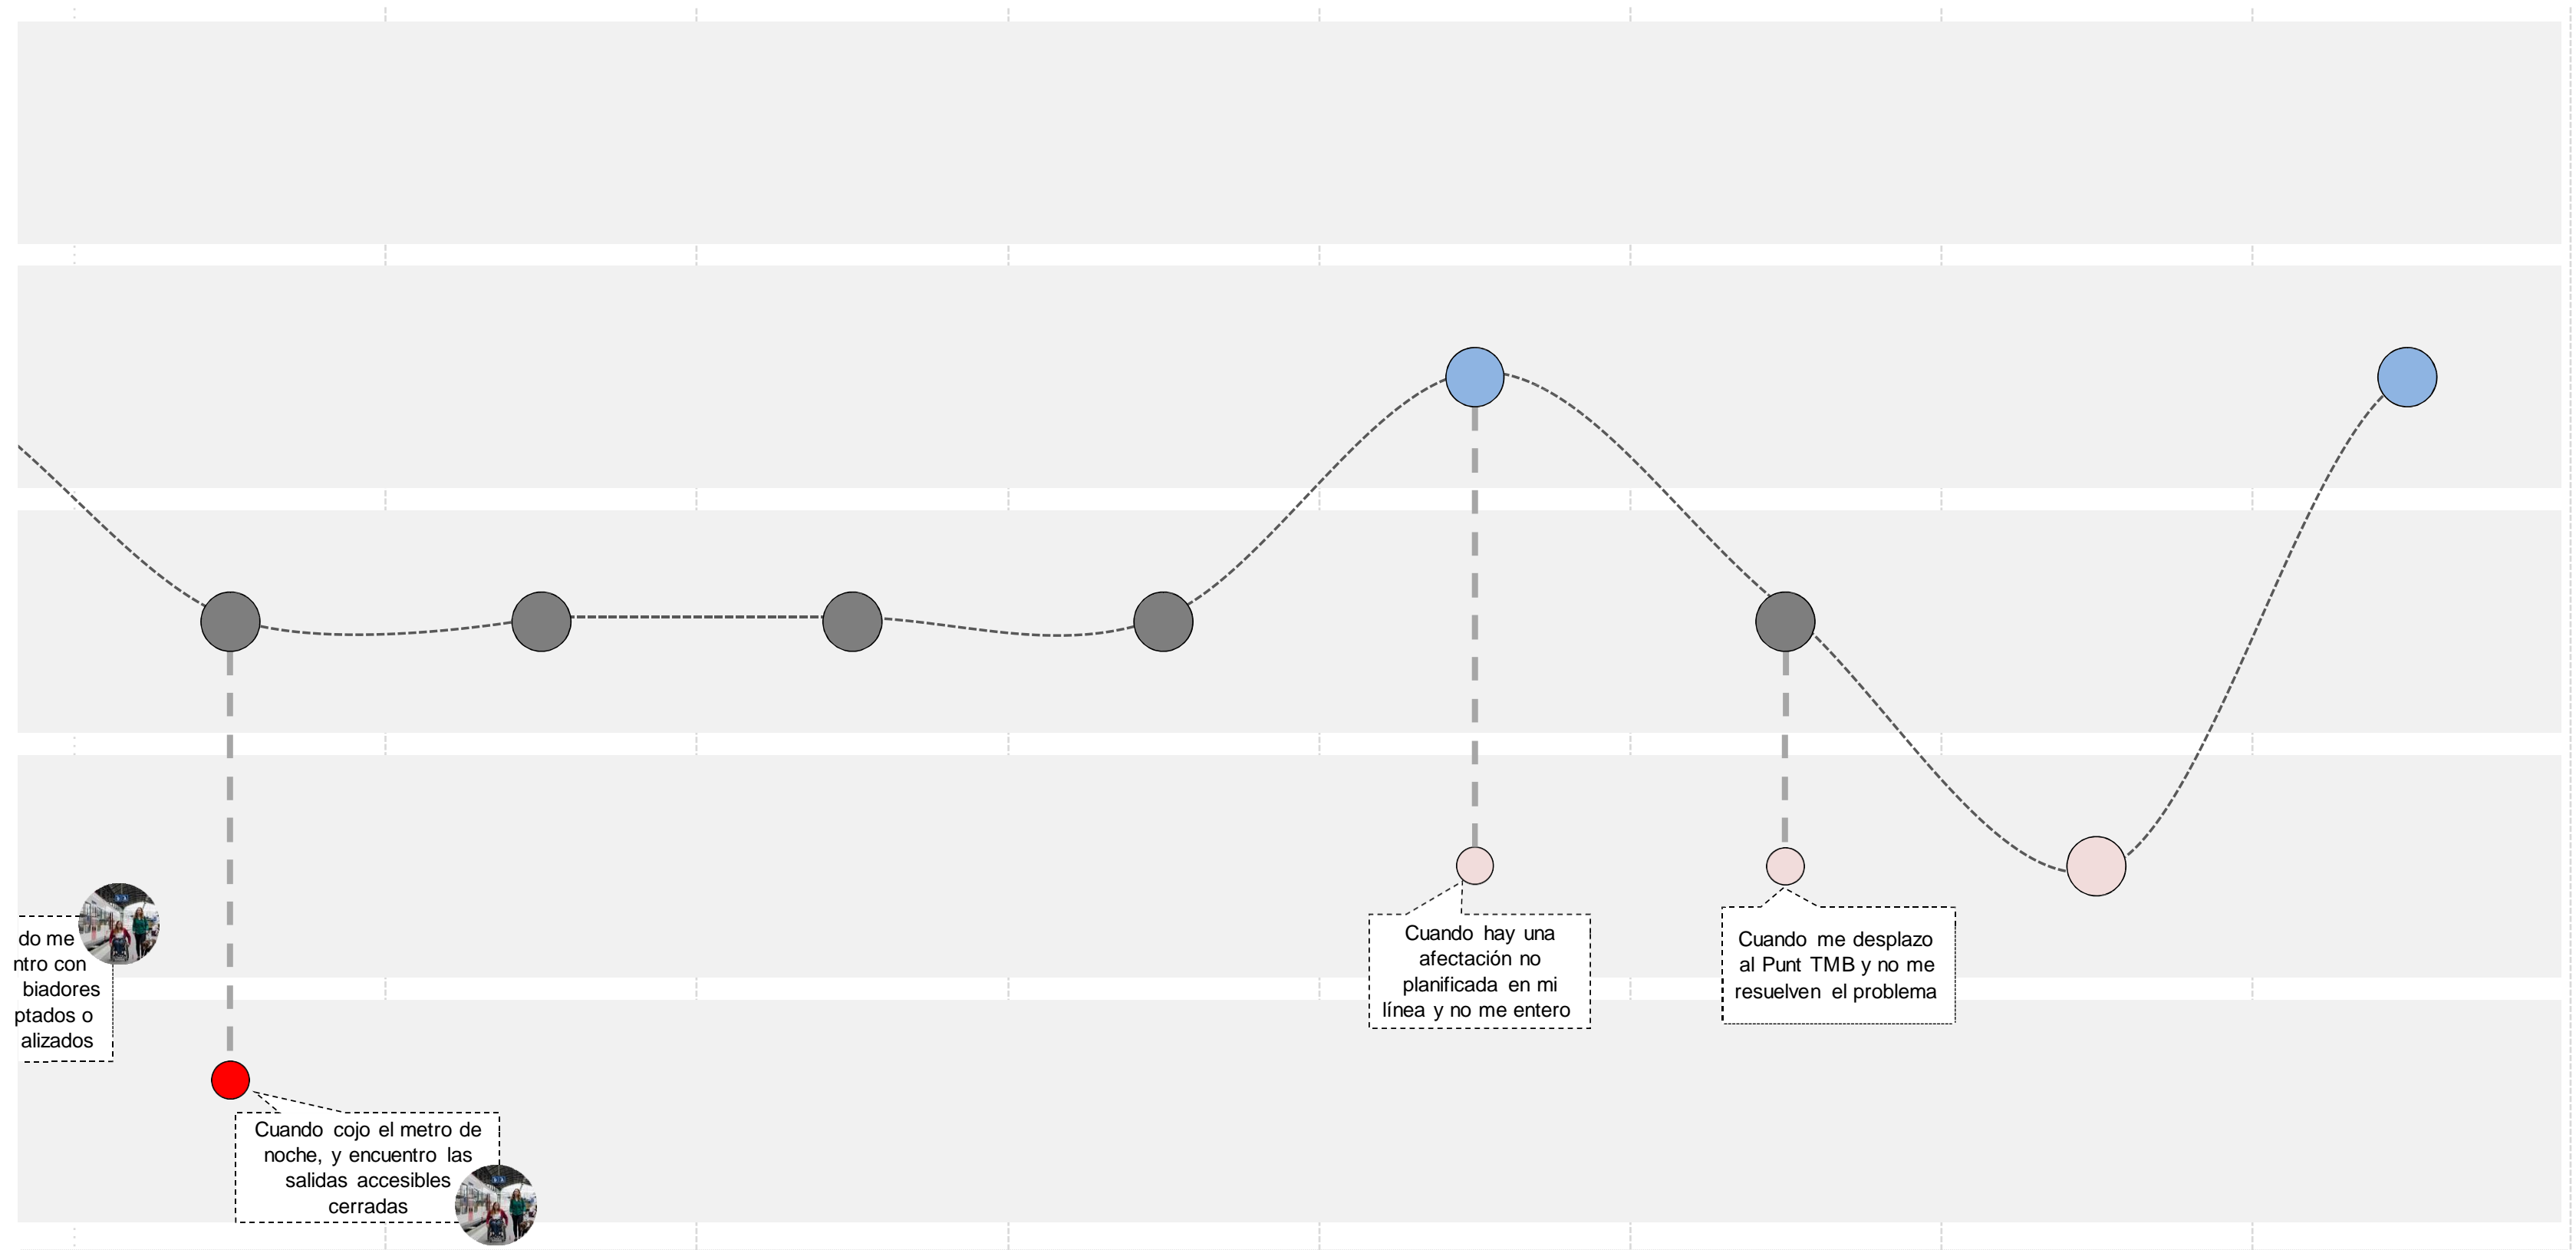 do me
ntro con
biadores
ptados o
alizados
Cuando cojo el metro de
noche, y encuentro las
salidas accesibles
cerradas
Cuando hay una
afectación no
planificada en mi
línea y no me entero
Cuando me desplazo
al Punt TMB y no me
resuelven el problema